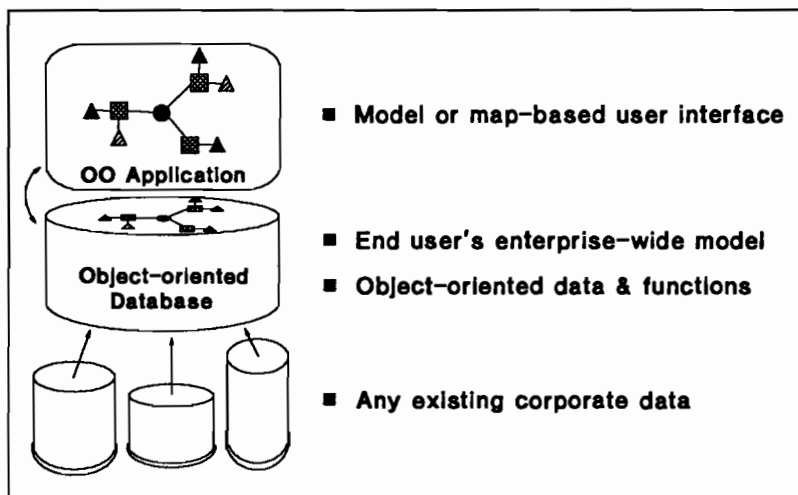 ■ Model or map-based user interface
OO Application
■ End user's enterprise-wide model
Object-oriented
Database
■ Object-oriented data & functions
■ Any existing corporate data